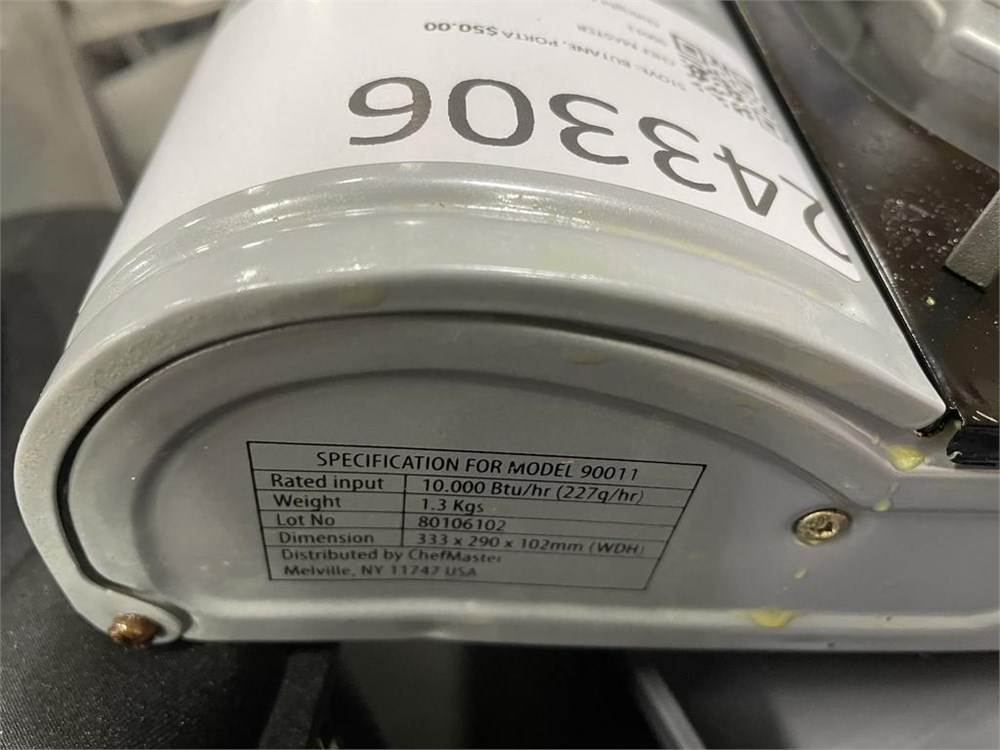 STOVE, BUTANE, PORTA $50.00
CHEF MASTER
90011
243306
SPECIFICATION FOR MODEL 90011
Rated input 10.000 Btu/hr (227g/hr)
Weight 1.3 Kgs
Lot No 80106102
Dimension 333 x 290 x 102mm (WDH)
Distributed by ChefMaster
Melville, NY 11747 USA